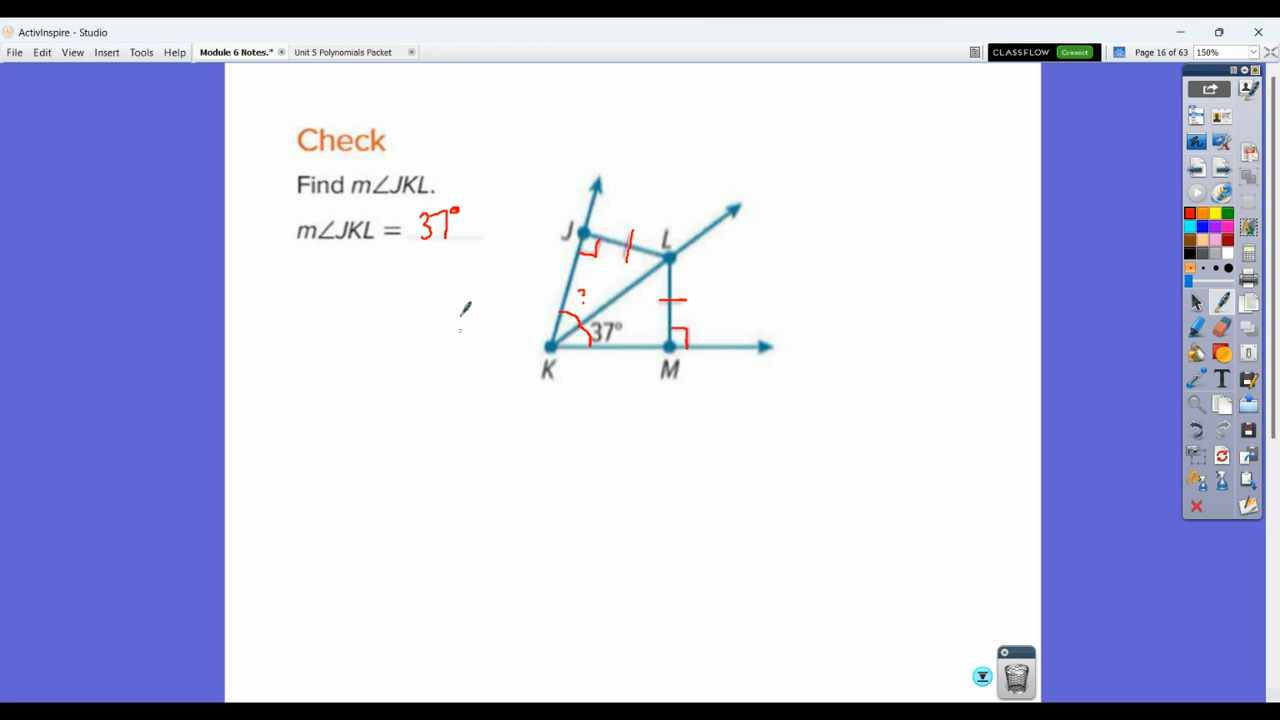 ActivInspire - Studio
File Edit View Insert Tools Help
Module 6 Notes.* Unit 5 Polynomials Packet
CLASSFLOW Connect
Page 16 of 63 150%
Check
Find m∠JKL.
m∠JKL = 37°
J
L
?
37°
K
M